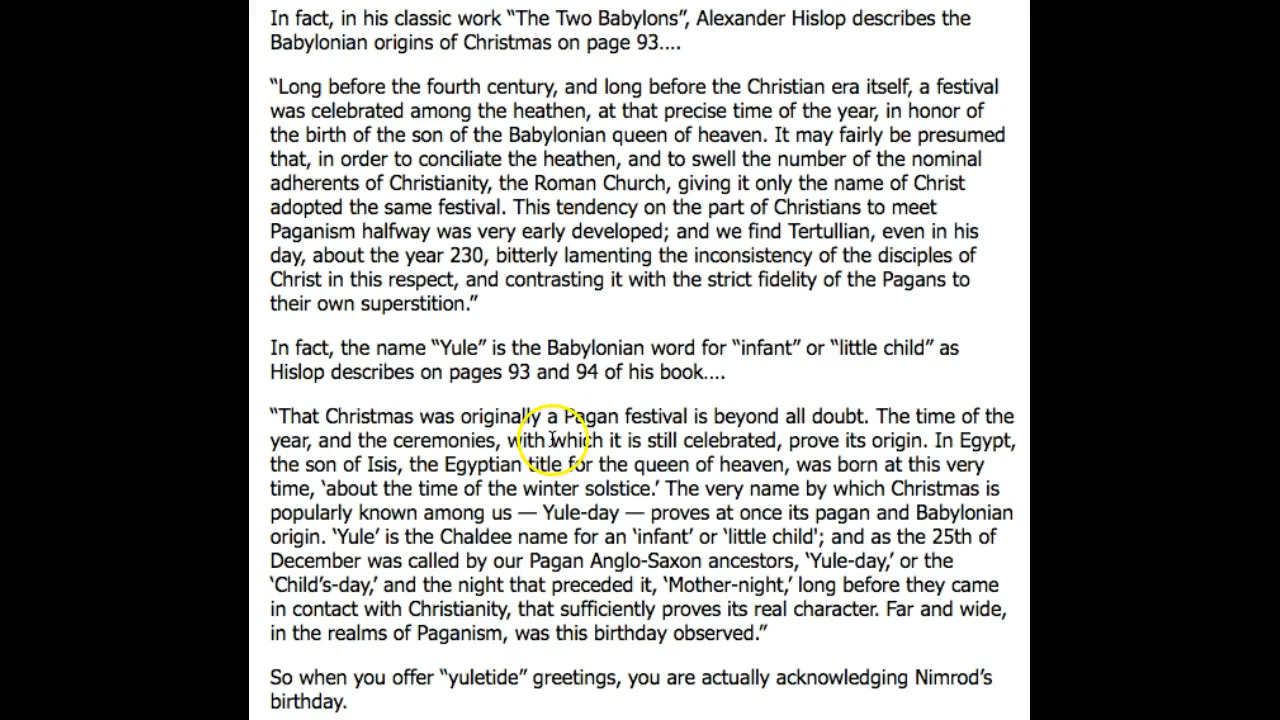 In fact, in his classic work “The Two Babylons”, Alexander Hislop describes the
Babylonian origins of Christmas on page 93....
“Long before the fourth century, and long before the Christian era itself, a festival
was celebrated among the heathen, at that precise time of the year, in honor of
the birth of the son of the Babylonian queen of heaven. It may fairly be presumed
that, in order to conciliate the heathen, and to swell the number of the nominal
adherents of Christianity, the Roman Church, giving it only the name of Christ
adopted the same festival. This tendency on the part of Christians to meet
Paganism halfway was very early developed; and we find Tertullian, even in his
day, about the year 230, bitterly lamenting the inconsistency of the disciples of
Christ in this respect, and contrasting it with the strict fidelity of the Pagans to
their own superstition.”
In fact, the name “Yule” is the Babylonian word for “infant” or “little child” as
Hislop describes on pages 93 and 94 of his book....
“That Christmas was originally a Pagan festival is beyond all doubt. The time of the
year, and the ceremonies, with which it is still celebrated, prove its origin. In Egypt,
the son of Isis, the Egyptian title for the queen of heaven, was born at this very
time, ‘about the time of the winter solstice.’ The very name by which Christmas is
popularly known among us — Yule-day — proves at once its pagan and Babylonian
origin. ‘Yule’ is the Chaldee name for an ‘infant’ or ‘little child'; and as the 25th of
December was called by our Pagan Anglo-Saxon ancestors, ‘Yule-day,’ or the
‘Child’s-day,’ and the night that preceded it, ‘Mother-night,’ long before they came
in contact with Christianity, that sufficiently proves its real character. Far and wide,
in the realms of Paganism, was this birthday observed.”
So when you offer “yuletide” greetings, you are actually acknowledging Nimrod’s
birthday.